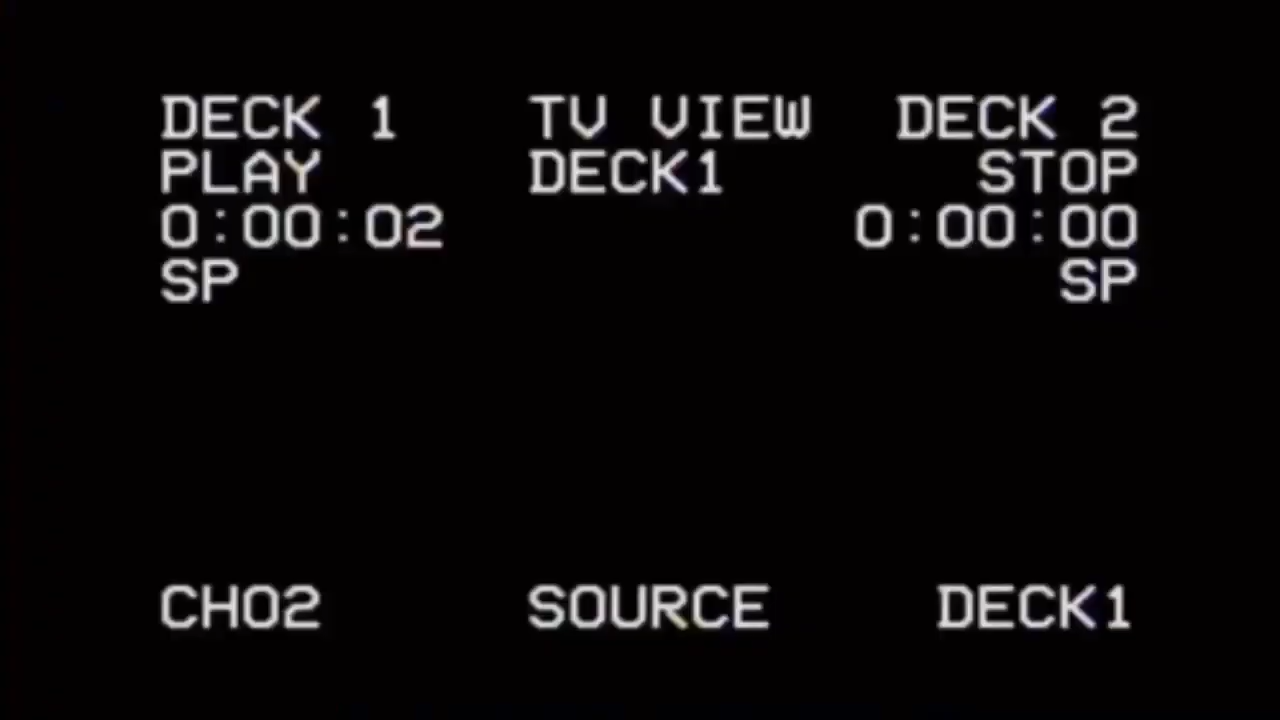 DECK 1 TV VIEW DECK 2
PLAY DECK1 STOP
0:00:02 0:00:00
SP SP
CH02 SOURCE DECK1